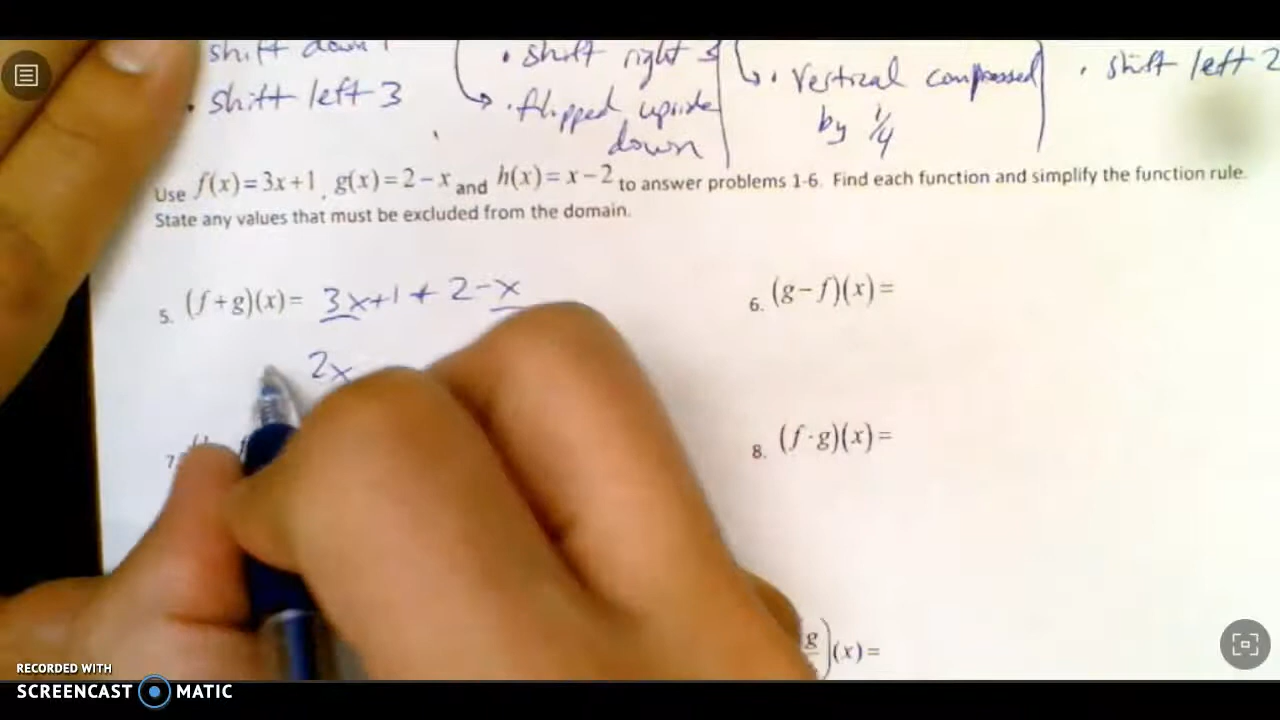 shift down 1 • shift right 3 • Vertical compressed • shift left 2
• shift left 3 • flipped upside by 1/4
down
Use f(x)=3x+1, g(x)=2−x and h(x)=x−2 to answer problems 1-6. Find each function and simplify the function rule.
State any values that must be excluded from the domain.
5. (f+g)(x)= 3x+1+2-x
2x
6. (g−f)(x)=
7.
8. (f·g)(x)=
g
(x)=
RECORDED WITH
SCREENCAST MATIC